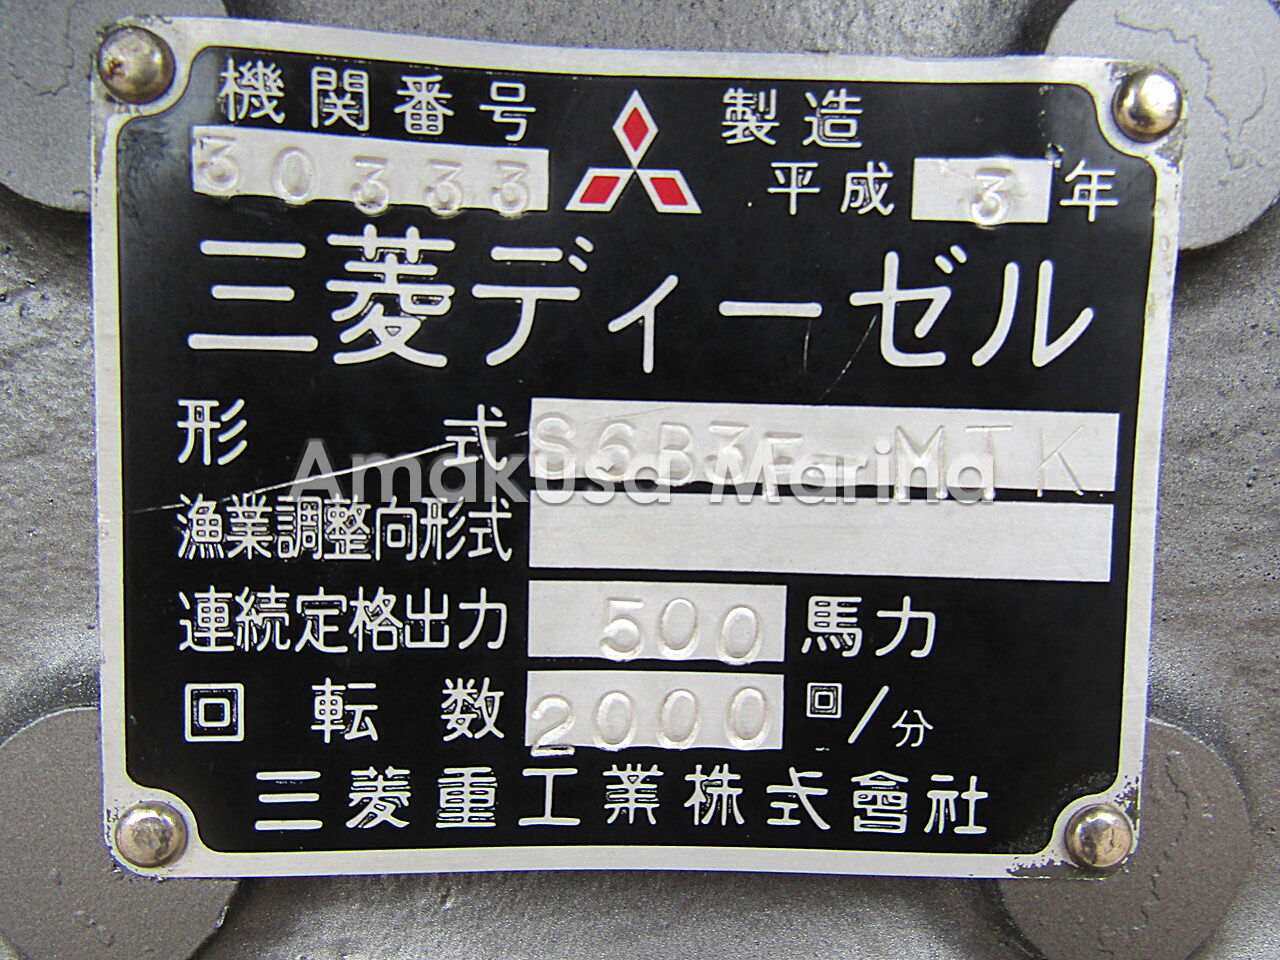 機関番号 製造
30333 平成 3 年
三菱ディーゼル
形式 S6B3F-MTK
漁業調整向形式
連続定格出力 500 馬力
回転数 2000 回/分
三菱重工業株式會社
Amakusa Marina